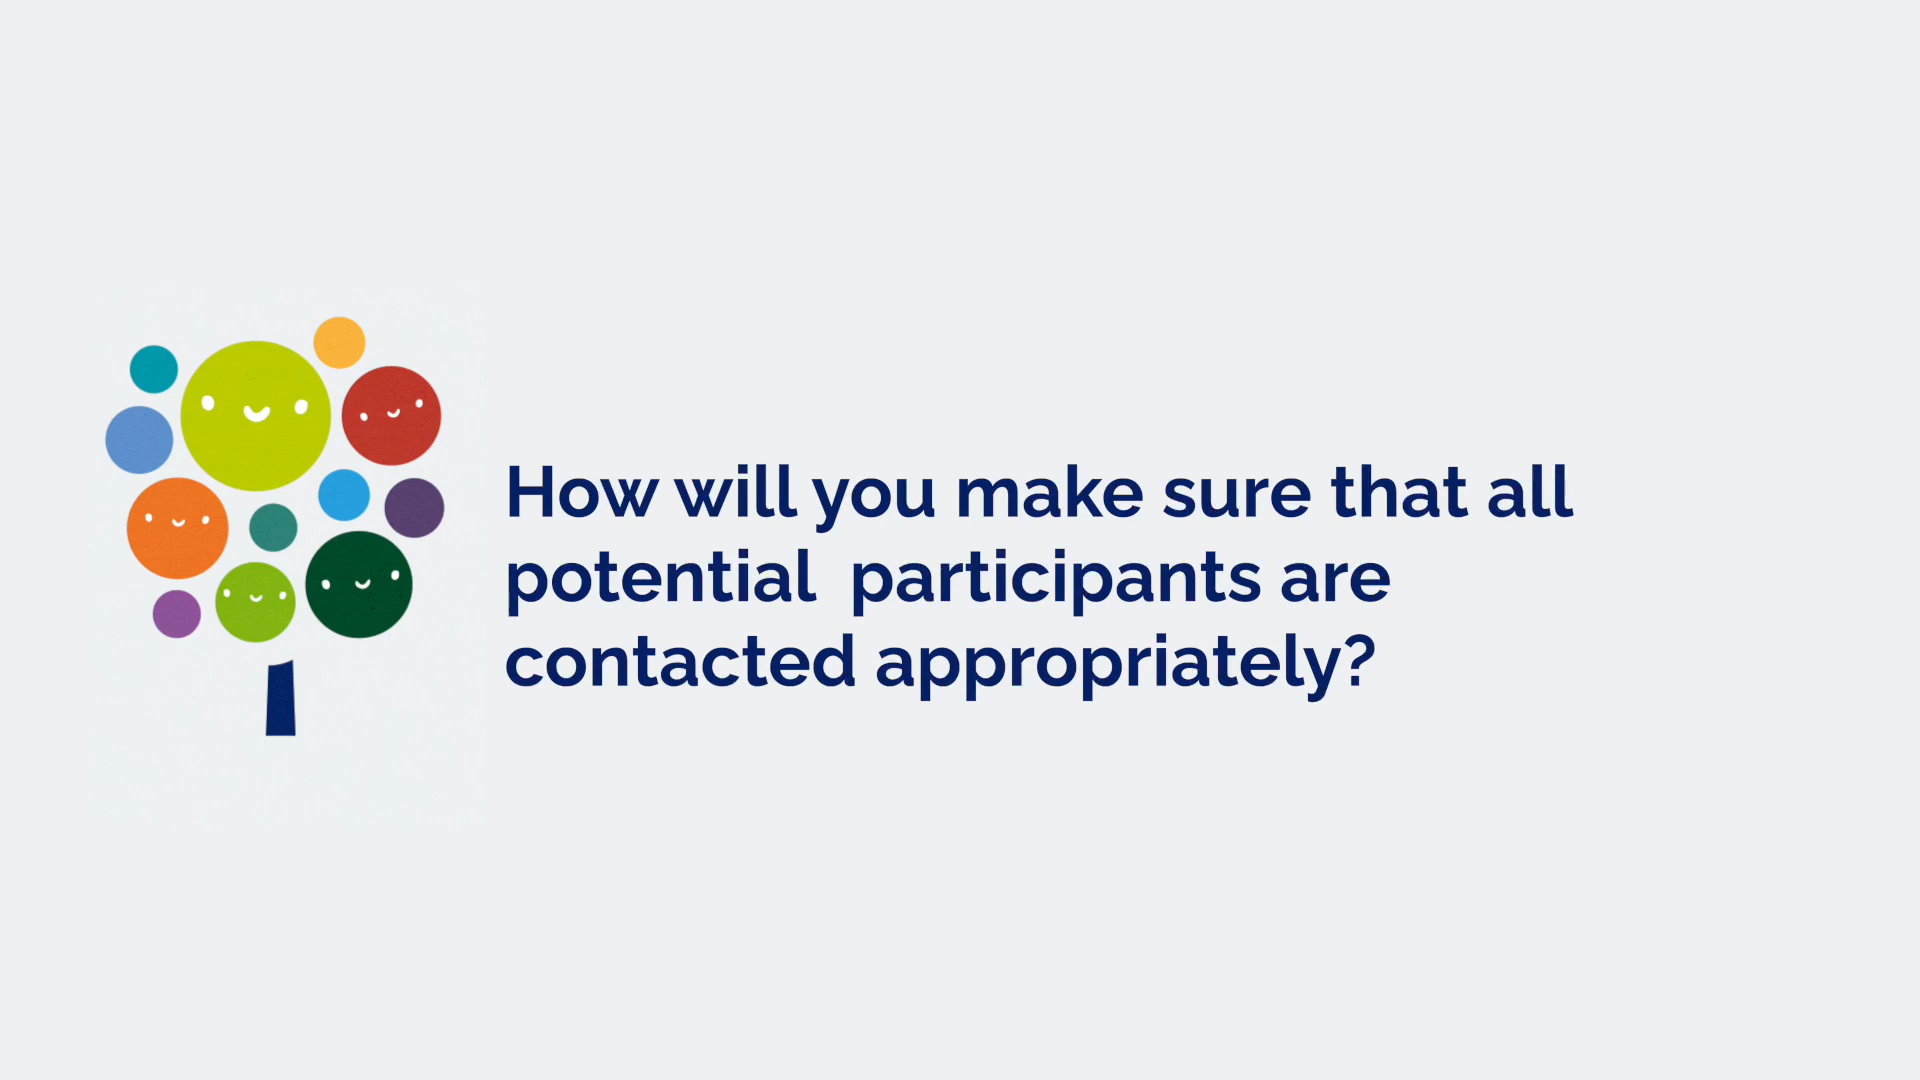 How will you make sure that all
potential  participants are
contacted appropriately?